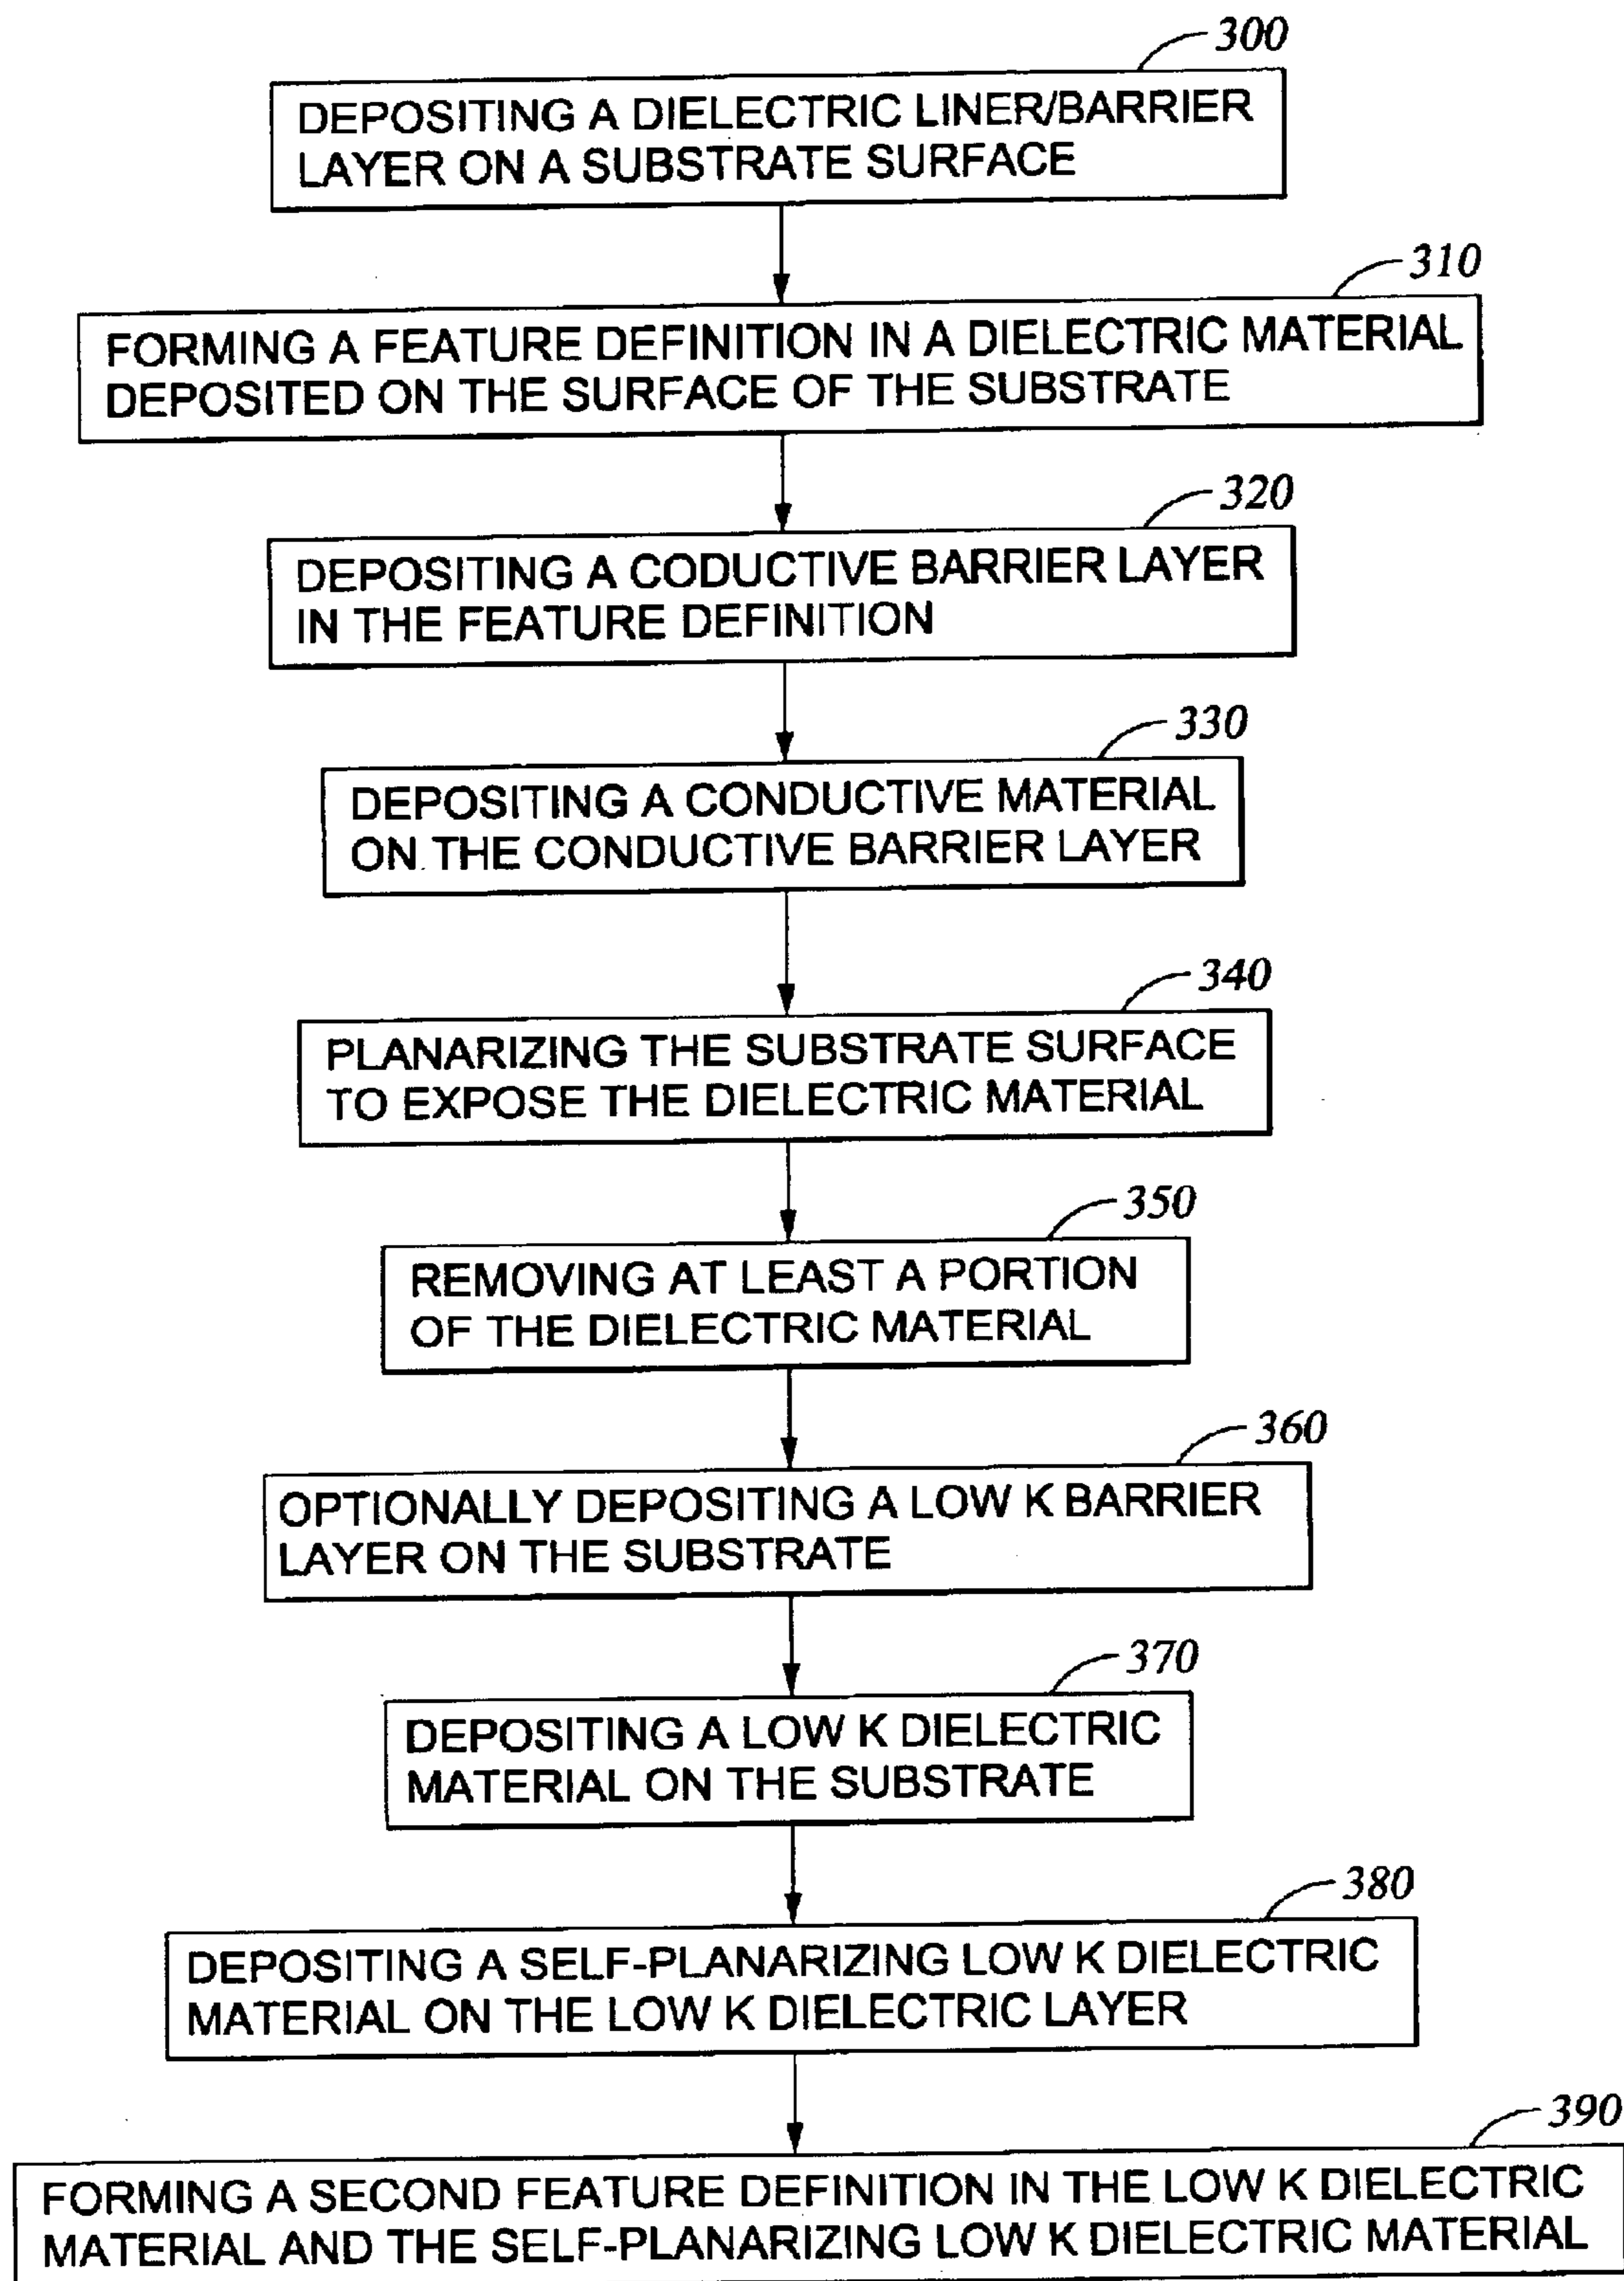 300
DEPOSITING A DIELECTRIC LINER/BARRIER
LAYER ON A SUBSTRATE SURFACE
310
FORMING A FEATURE DEFINITION IN A DIELECTRIC MATERIAL
DEPOSITED ON THE SURFACE OF THE SUBSTRATE
320
DEPOSITING A CODUCTIVE BARRIER LAYER
IN THE FEATURE DEFINITION
330
DEPOSITING A CONDUCTIVE MATERIAL
ON THE CONDUCTIVE BARRIER LAYER
340
PLANARIZING THE SUBSTRATE SURFACE
TO EXPOSE THE DIELECTRIC MATERIAL
350
REMOVING AT LEAST A PORTION
OF THE DIELECTRIC MATERIAL
360
OPTIONALLY DEPOSITING A LOW K BARRIER
LAYER ON THE SUBSTRATE
370
DEPOSITING A LOW K DIELECTRIC
MATERIAL ON THE SUBSTRATE
380
DEPOSITING A SELF-PLANARIZING LOW K DIELECTRIC
MATERIAL ON THE LOW K DIELECTRIC LAYER
390
FORMING A SECOND FEATURE DEFINITION IN THE LOW K DIELECTRIC
MATERIAL AND THE SELF-PLANARIZING LOW K DIELECTRIC MATERIAL